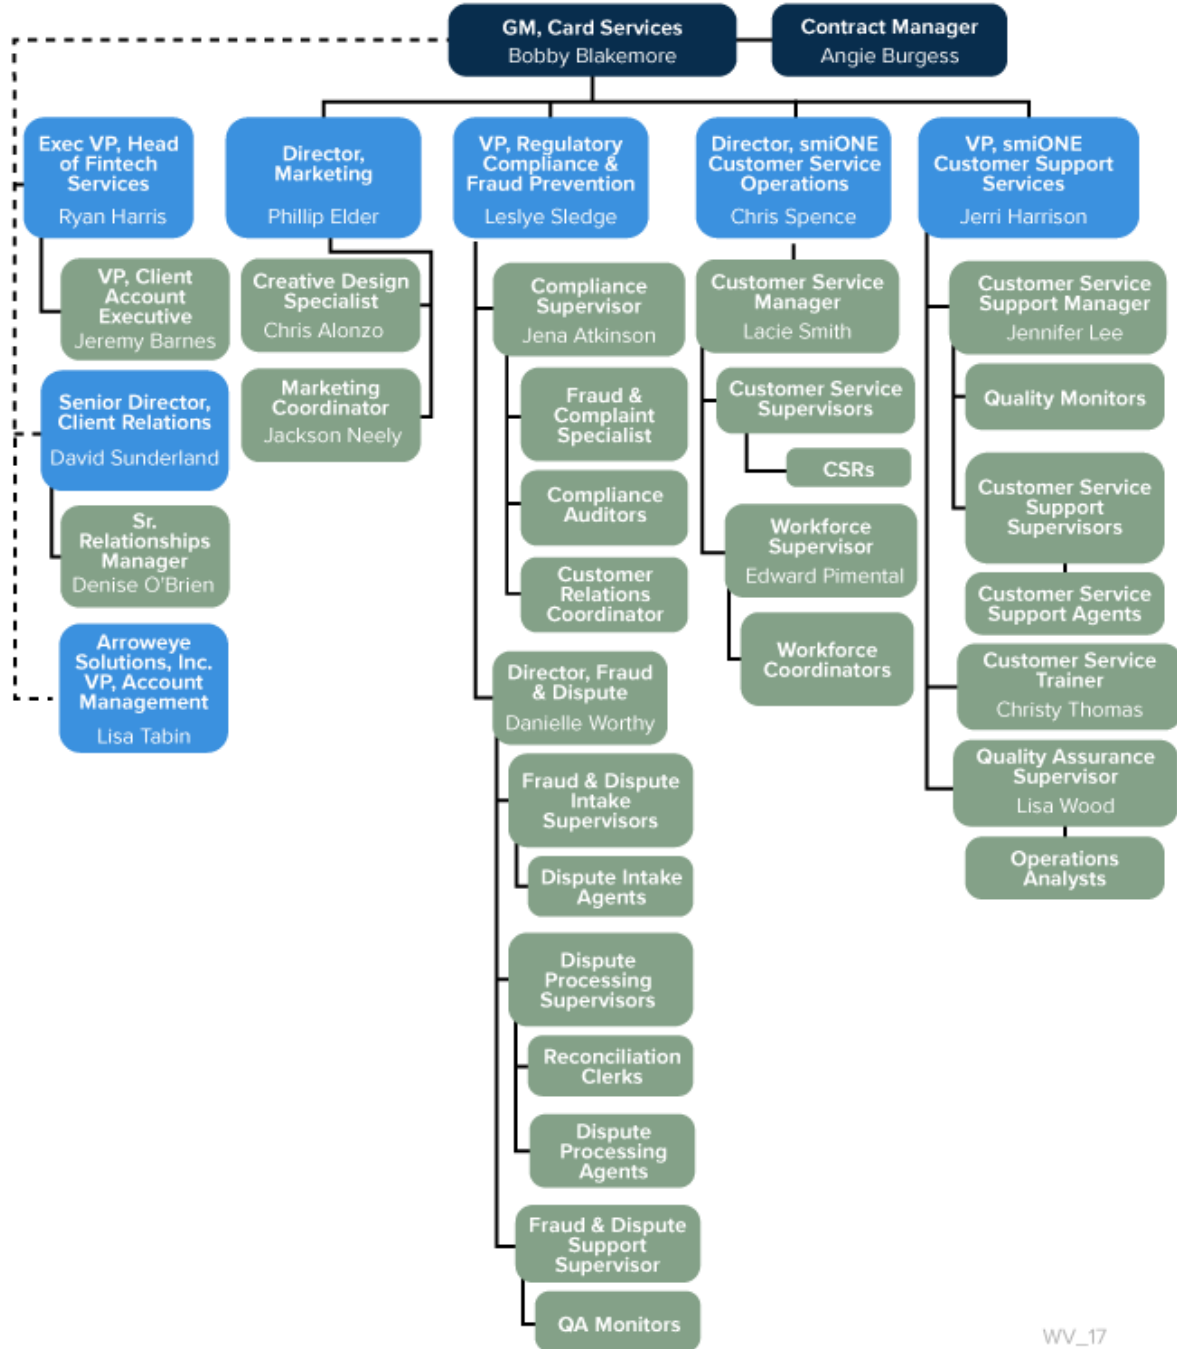 GM, Card Services
Bobby Blakemore
Contract Manager
Angie Burgess
Exec VP, Head
of Fintech
Services
Ryan Harris
VP, Client
Account
Executive
Jeremy Barnes
Senior Director,
Client Relations
David Sunderland
Sr.
Relationships
Manager
Denise O'Brien
Arroweye
Solutions, Inc.
VP, Account
Management
Lisa Tabin
Director,
Marketing
Phillip Elder
Creative Design
Specialist
Chris Alonzo
Marketing
Coordinator
Jackson Neely
VP, Regulatory
Compliance &
Fraud Prevention
Leslye Sledge
Compliance
Supervisor
Jena Atkinson
Fraud &
Complaint
Specialist
Compliance
Auditors
Customer
Relations
Coordinator
Director, Fraud
& Dispute
Danielle Worthy
Fraud & Dispute
Intake
Supervisors
Dispute Intake
Agents
Dispute
Processing
Supervisors
Reconciliation
Clerks
Dispute
Processing
Agents
Fraud & Dispute
Support
Supervisor
QA Monitors
Director, smiONE
Customer Service
Operations
Chris Spence
Customer Service
Manager
Lacie Smith
Customer Service
Supervisors
CSRs
Workforce
Supervisor
Edward Pimental
Workforce
Coordinators
VP, smiONE
Customer Support
Services
Jerri Harrison
Customer Service
Support Manager
Jennifer Lee
Quality Monitors
Customer Service
Support
Supervisors
Customer Service
Support Agents
Customer Service
Trainer
Christy Thomas
Quality Assurance
Supervisor
Lisa Wood
Operations
Analysts
WV_17